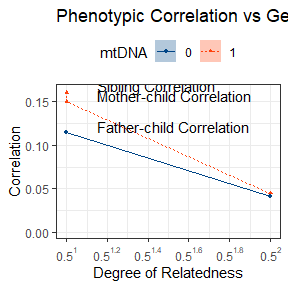 Phenotypic Correlation vs Ge
mtDNA 0 1
Sibling Correlation
Mother-child Correlation
Father-child Correlation
0.15
0.10
0.05
0.00
Correlation
0.5^1 0.5^1.2 0.5^1.4 0.5^1.6 0.5^1.8 0.5^2
Degree of Relatedness